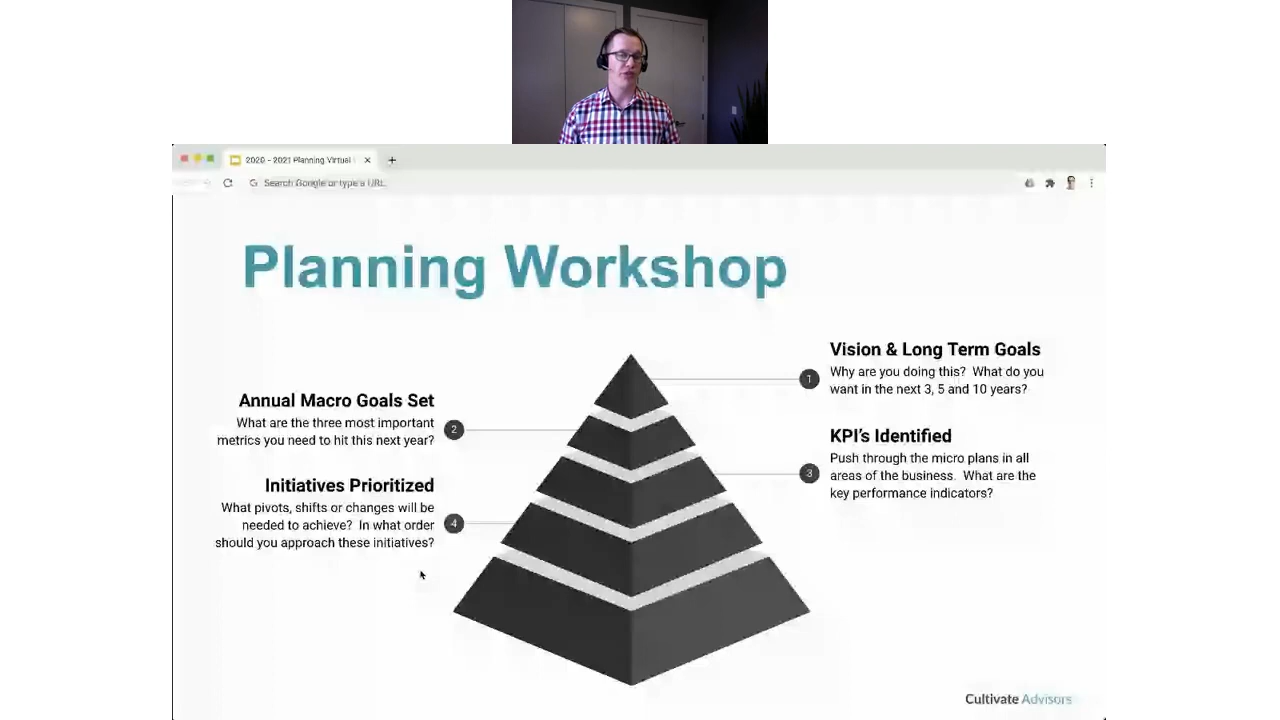 2020 - 2021 Planning Virtual
Search Google or type a URL
Planning Workshop
Vision & Long Term Goals
Why are you doing this? What do you
want in the next 3, 5 and 10 years?
1
Annual Macro Goals Set
What are the three most important
metrics you need to hit this next year?
2
KPI's Identified
Push through the micro plans in all
areas of the business. What are the
key performance indicators?
3
Initiatives Prioritized
What pivots, shifts or changes will be
needed to achieve? In what order
should you approach these initiatives?
4
Cultivate Advisors